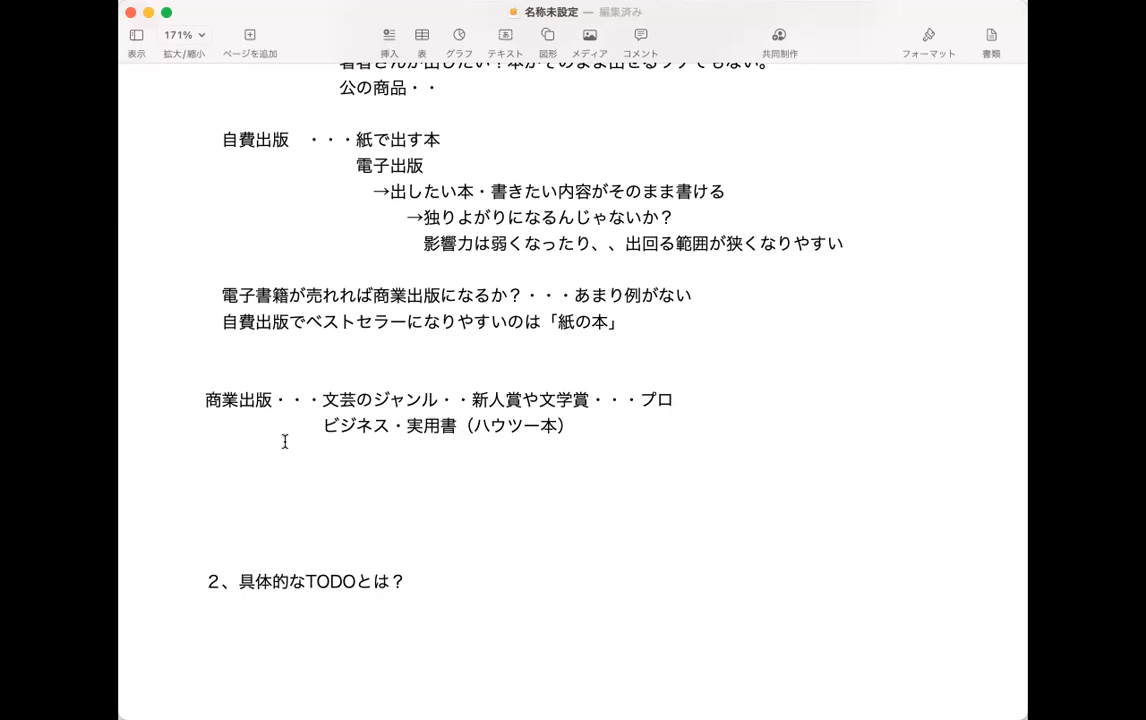 名称未設定 — 編集済み
171%
表示
拡大/縮小
ページを追加
挿入
表
グラフ
テキスト
図形
メディア
コメント
共同制作
フォーマット
書類
公の商品・・
自費出版　・・・紙で出す本
電子出版
→出したい本・書きたい内容がそのまま書ける
→独りよがりになるんじゃないか？
影響力は弱くなったり、、出回る範囲が狭くなりやすい
電子書籍が売れれば商業出版になるか？・・・あまり例がない
自費出版でベストセラーになりやすいのは「紙の本」
商業出版・・・文芸のジャンル・・新人賞や文学賞・・・プロ
ビジネス・実用書（ハウツー本）
２、具体的なTODOとは？